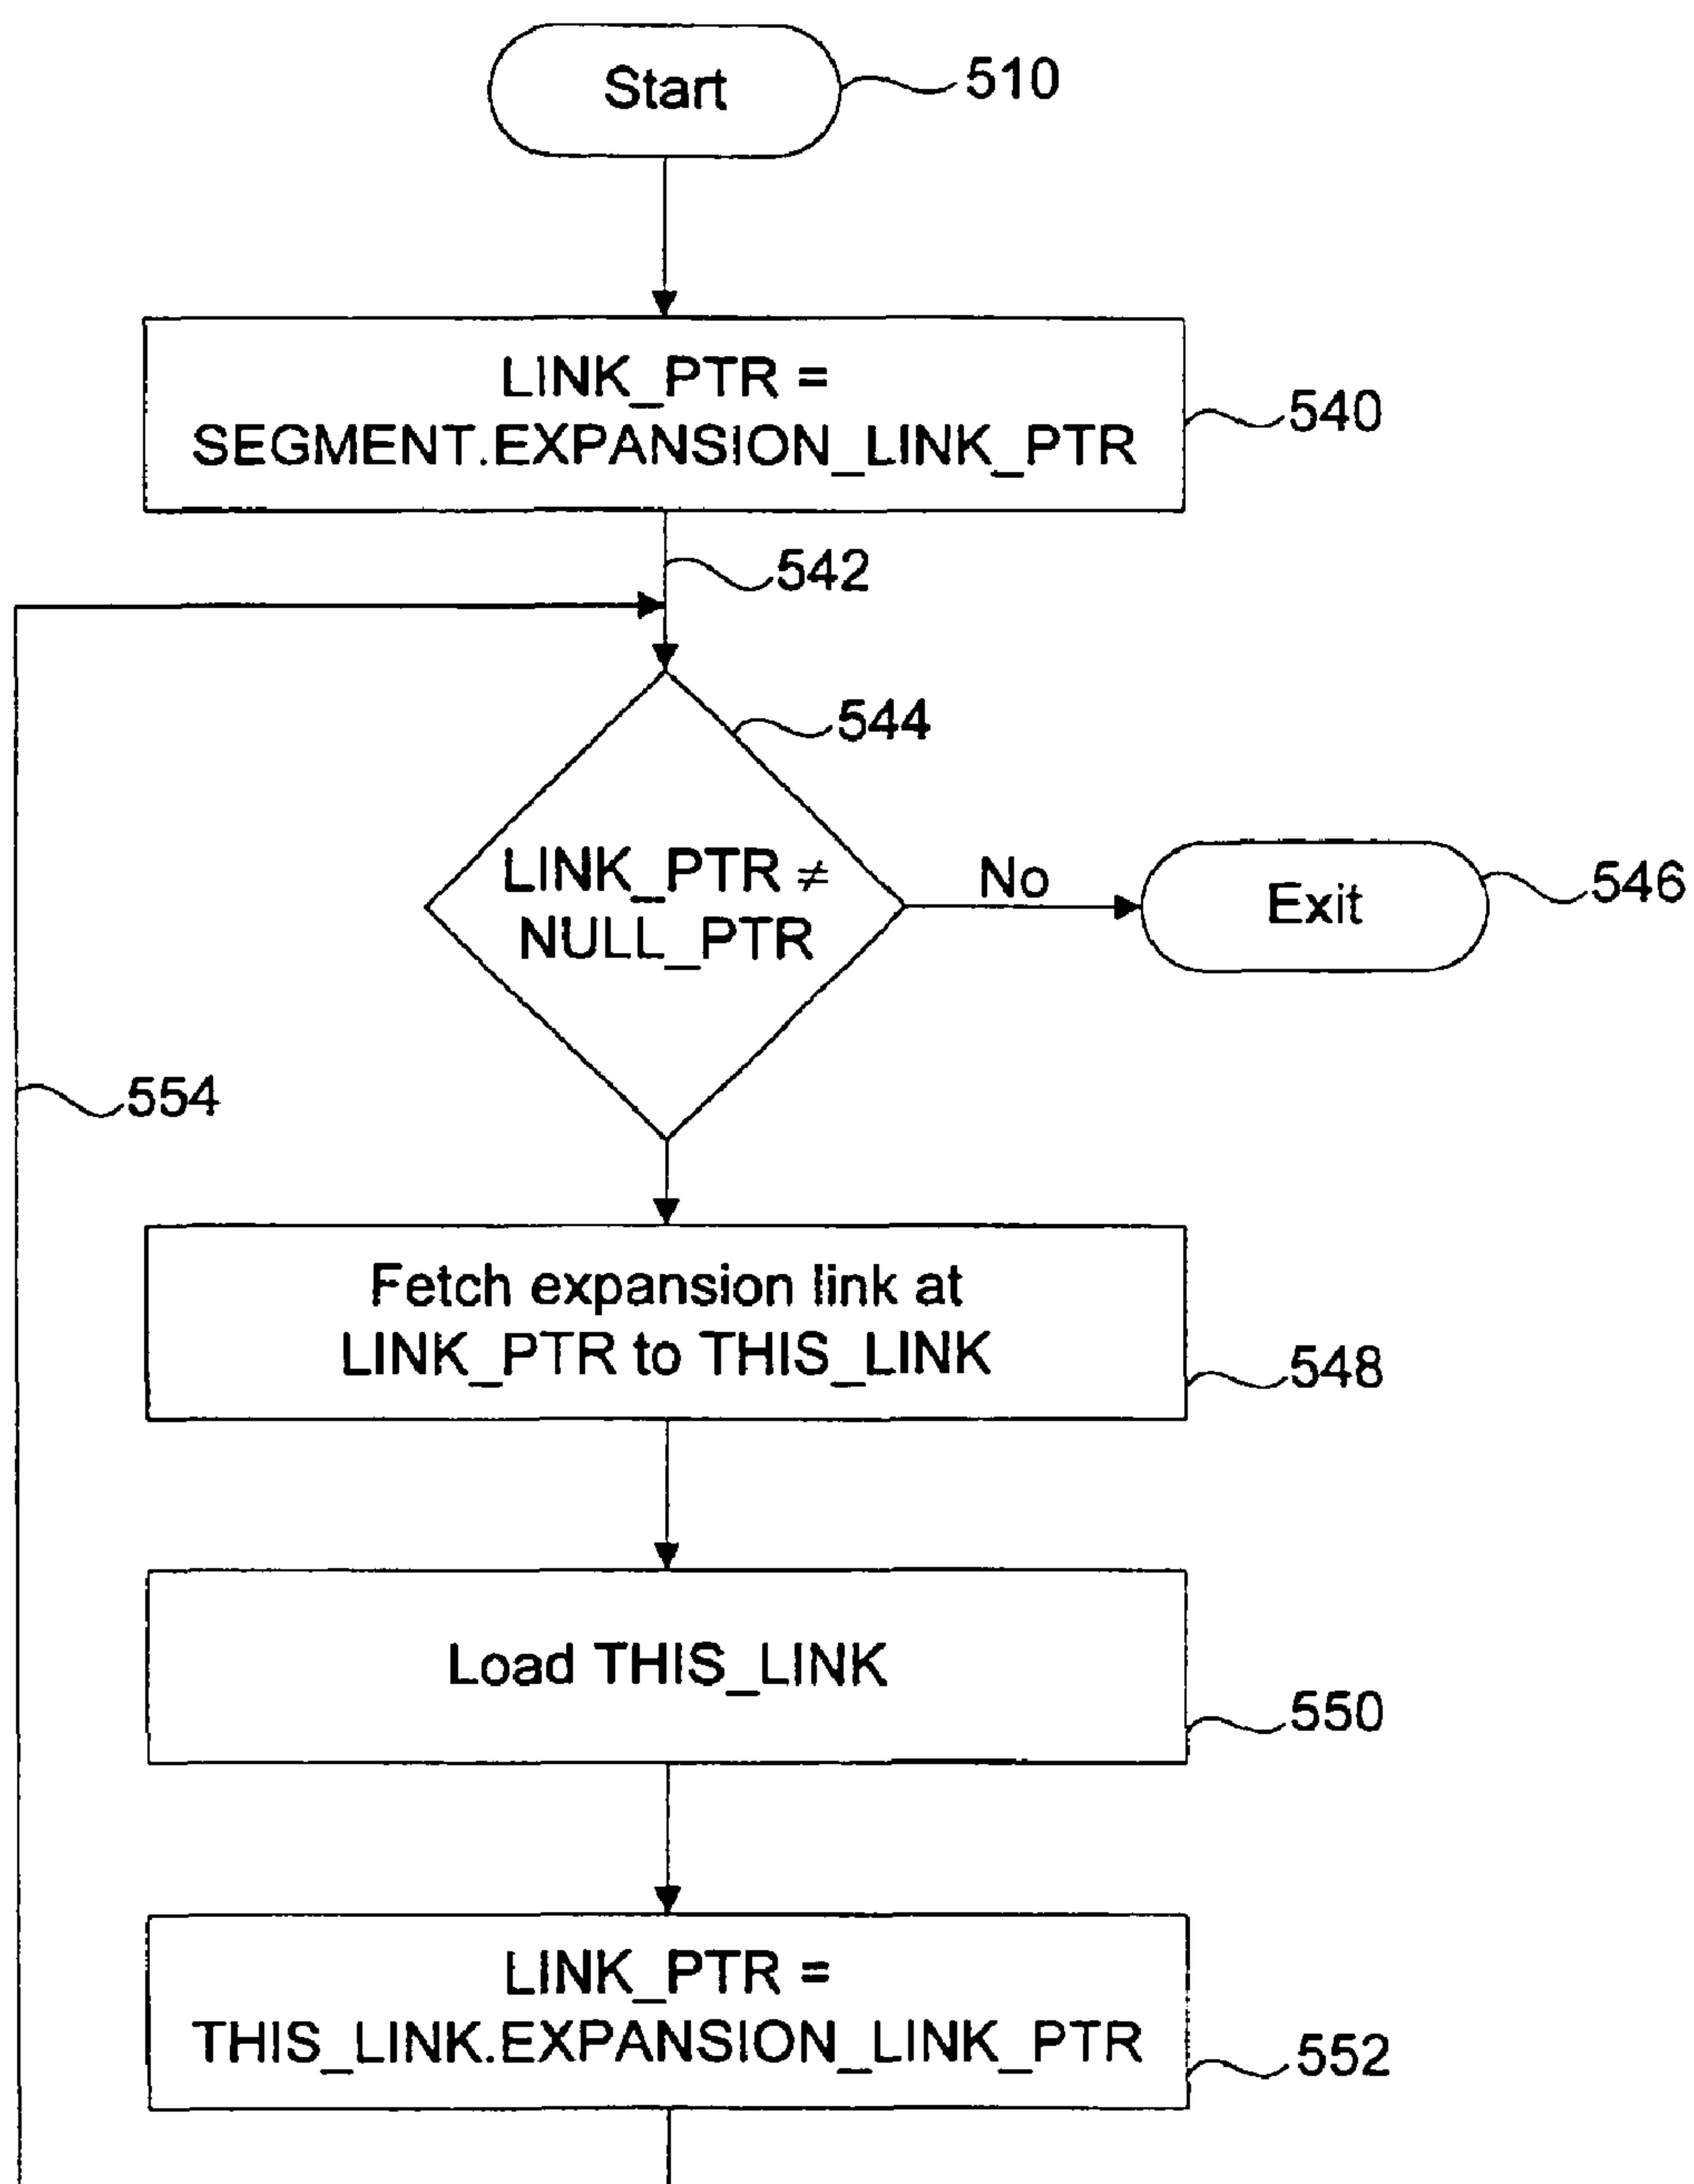 Start
510
LINK_PTR =
SEGMENT.EXPANSION_LINK_PTR
540
542
544
LINK_PTR ≠
NULL_PTR
No
Exit
546
554
Fetch expansion link at
LINK_PTR to THIS_LINK
548
Load THIS_LINK
550
LINK_PTR =
THIS_LINK.EXPANSION_LINK_PTR
552